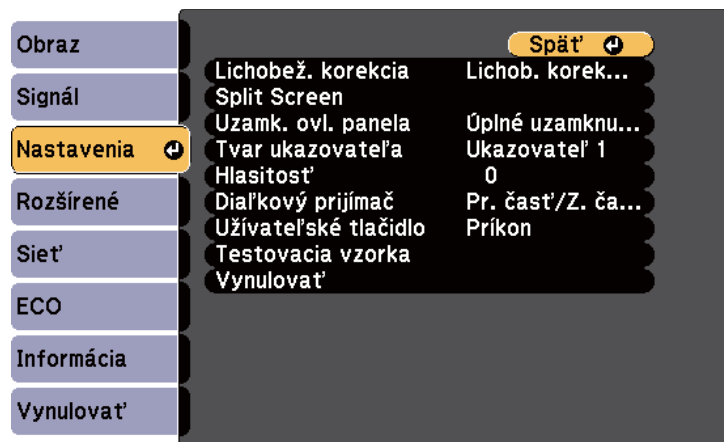 Obraz
Signál
Nastavenia
Rozšírené
Sieť
ECO
Informácia
Vynulovať
Späť
Lichobež. korekcia Lichob. korek...
Split Screen
Uzamk. ovl. panela Úplné uzamknu...
Tvar ukazovateľa Ukazovateľ 1
Hlasitosť 0
Diaľkový prijímač Pr. časť/Z. ča...
Užívateľské tlačidlo Príkon
Testovacia vzorka
Vynulovať